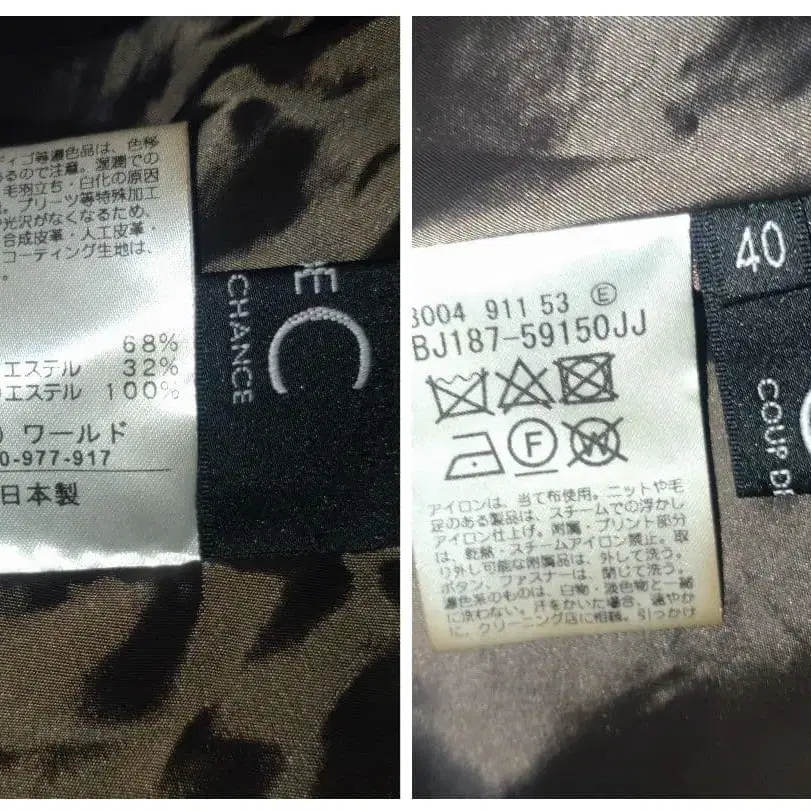 ディゴ等濃色品は、色移
るので注意。湿潤での
毛羽立ち・白化の原因
プリーツ等特殊加工
光沢がなくなるため、
合成皮革・人工皮革・
コーティング生地は、
68%
エステル 32%
エステル 100%
ワールド
0-977-917
日本製
DE C
CHANCE
40
COUP DE
B004 911 53 Ⓔ
BJ187-59150JJ
F
W
アイロンは、当て布使用。ニットや毛
足のある製品は、スチームでの浮かし
アイロン仕上げ。附属・プリント部分
は、乾熱・スチームアイロン禁止。取
り外し可能な附属品は、外して洗う。
ボタン、ファスナーは、閉じて洗う。
濃色系のものは、白物・淡色物と一緒
に洗わない。汗をかいた場合、速やか
に、クリーニング店に相談。引っかけ